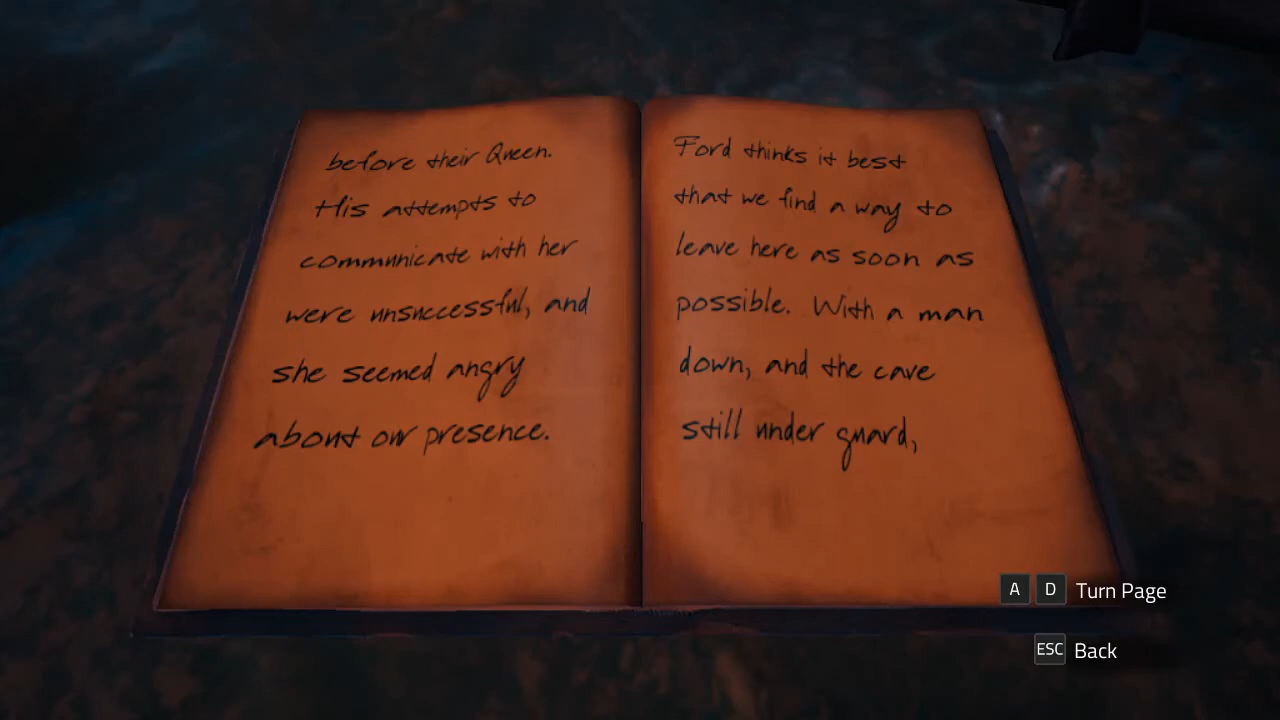 before their Queen.
His attempts to
communicate with her
were unsuccessful, and
she seemed angry
about our presence.
Ford thinks it best
that we find a way to
leave here as soon as
possible. With a man
down, and the cave
still under guard,
A D Turn Page
ESC Back